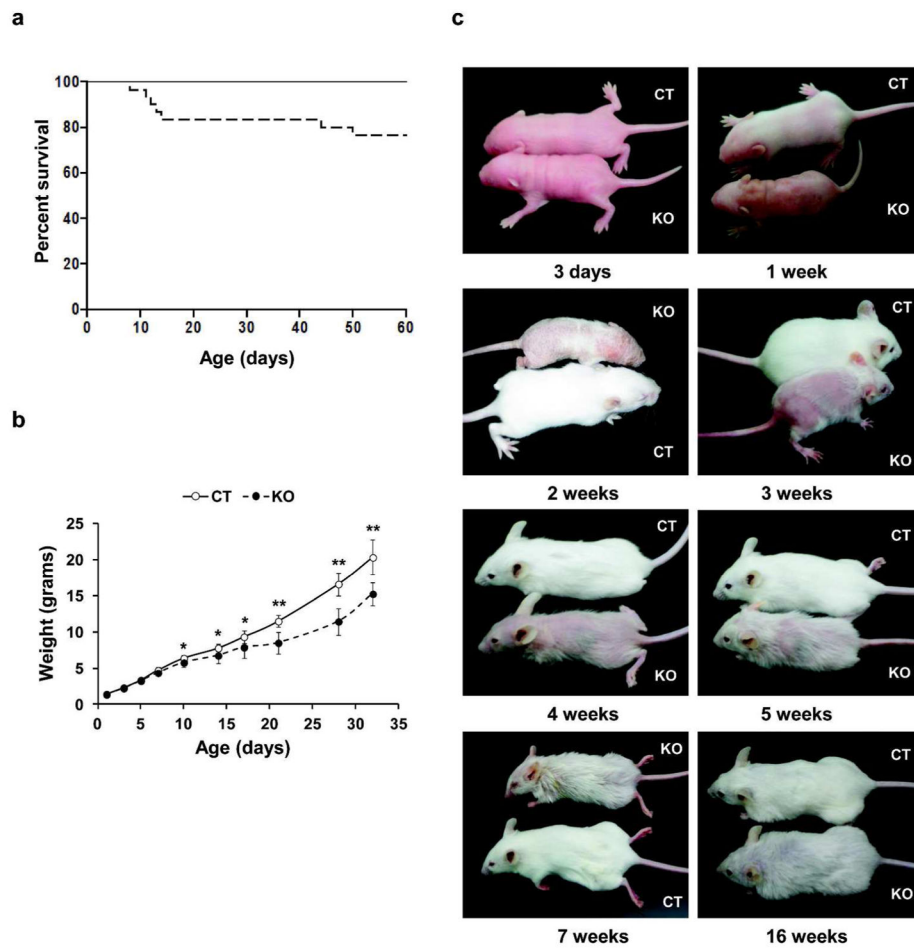 a
100
80
60
40
20
0
Percent survival
0 10 20 30 40 50 60
Age (days)
b
CT KO
25
20
15
10
5
0
Weight (grams)
* * * ** ** **
0 5 10 15 20 25 30 35
Age (days)
c
CT
KO
3 days
CT
KO
1 week
KO
CT
2 weeks
CT
KO
3 weeks
CT
KO
4 weeks
CT
KO
5 weeks
KO
CT
7 weeks
CT
KO
16 weeks